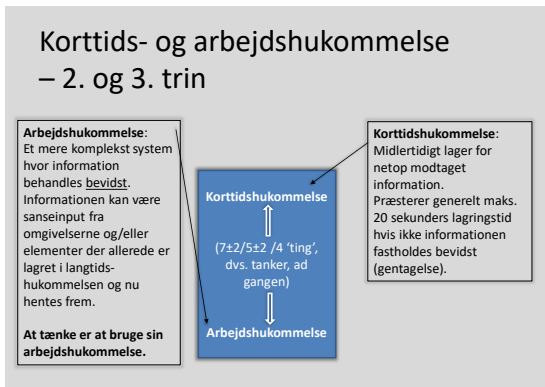 Korttids- og arbejdshukommelse
– 2. og 3. trin
Arbejdshukommelse:
Et mere komplekst system
hvor information
behandles bevidst.
Informationen kan være
sanseinput fra
omgivelserne og/eller
elementer der allerede er
lagret i langtids-
hukommelsen og nu
hentes frem.
At tænke er at bruge sin
arbejdshukommelse.
Korttidshukommelse
(7±2/5±2 /4 ‘ting’,
dvs. tanker, ad
gangen)
Arbejdshukommelse
Korttidshukommelse:
Midlertidigt lager for
netop modtaget
information.
Præsterer generelt maks.
20 sekunders lagringstid
hvis ikke informationen
fastholdes bevidst
(gentagelse).